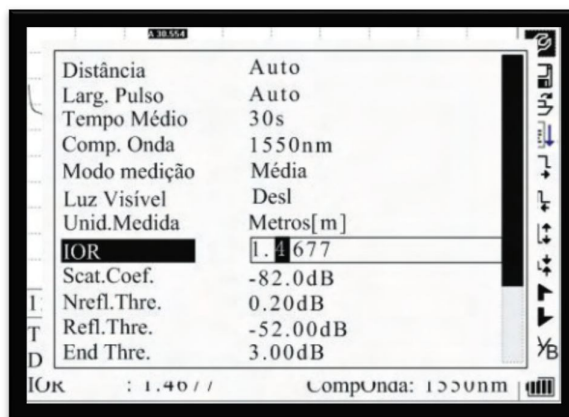 A 30.554
Distância Auto
Larg. Pulso Auto
Tempo Médio 30s
Comp. Onda 1550nm
Modo medição Média
Luz Visível Desl
Unid.Medida Metros[m]
IOR 1.4677
Scat.Coef. -82.0dB
Nrefl.Thre. 0.20dB
Refl.Thre. -52.00dB
End Thre. 3.00dB
T
D
IOR : 1.4677 CompOnda: 1550nm